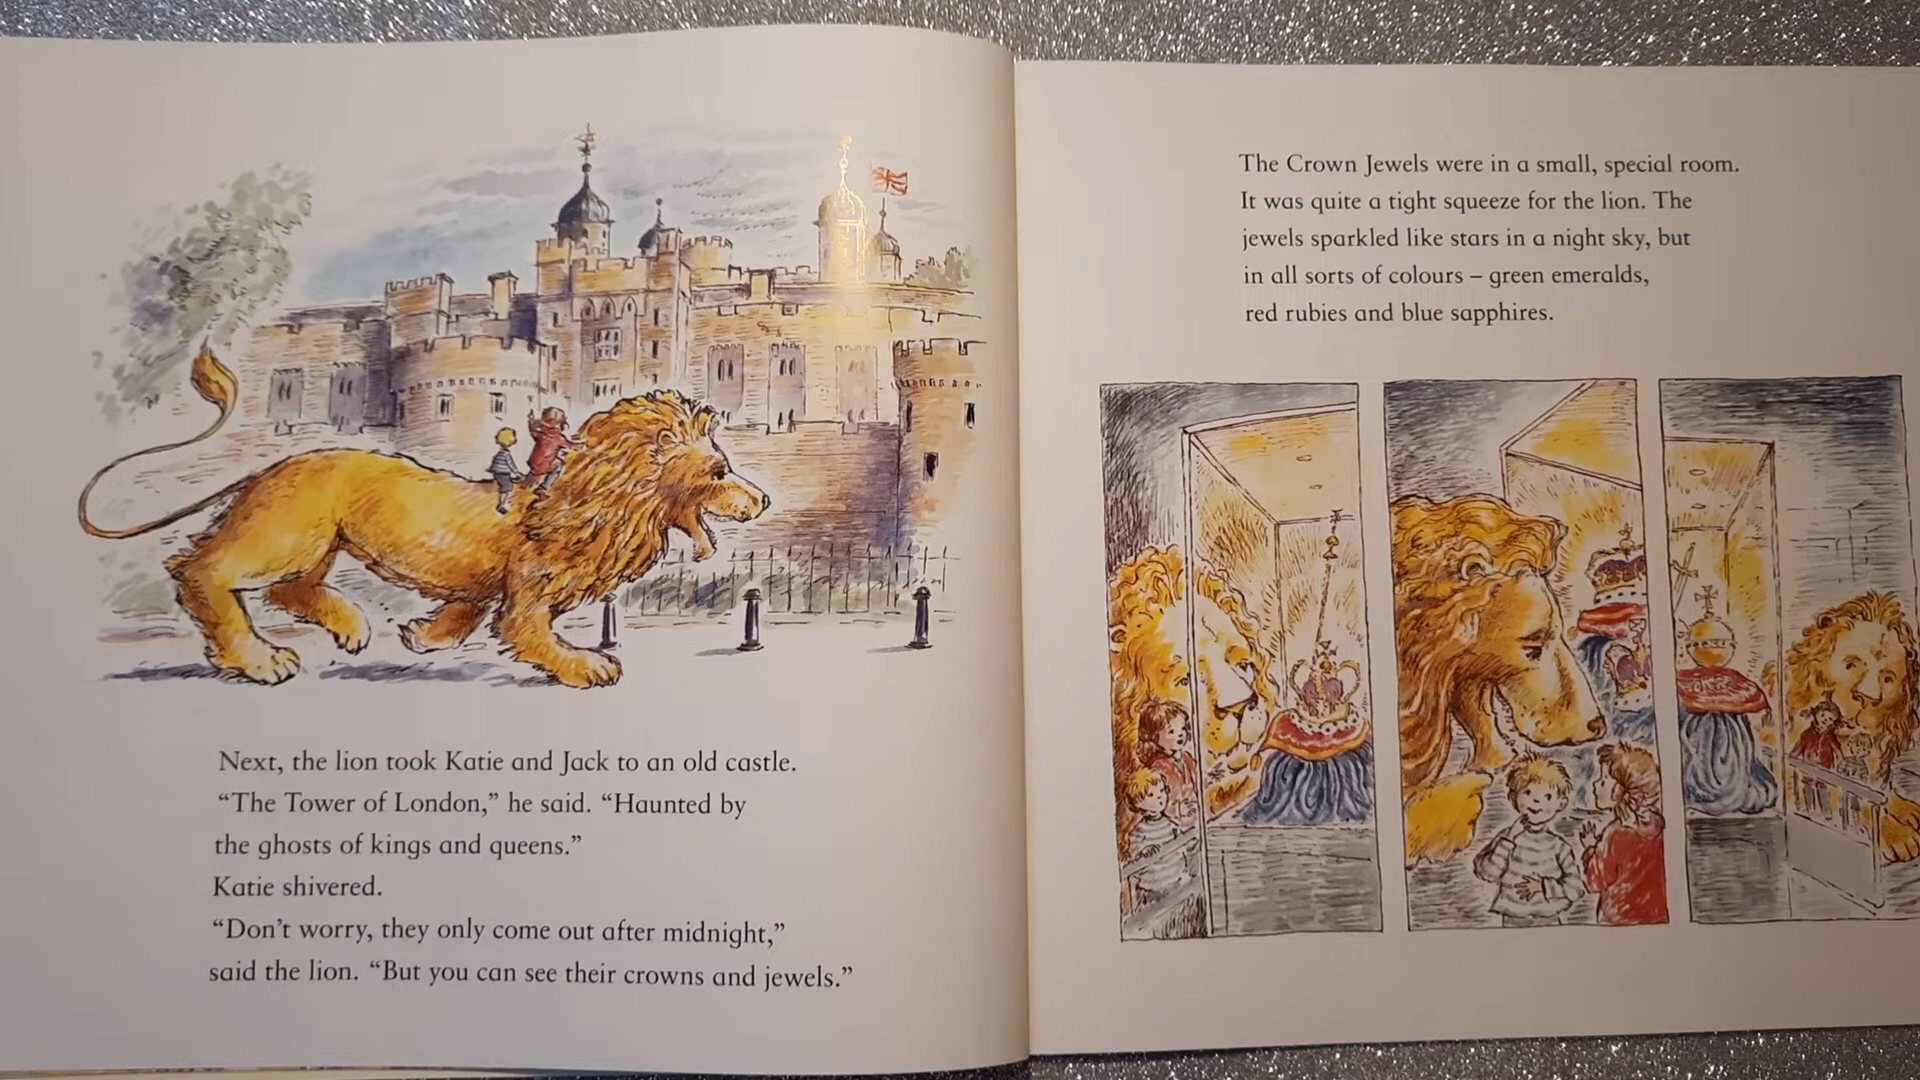 Next, the lion took Katie and Jack to an old castle.
“The Tower of London,” he said. “Haunted by
the ghosts of kings and queens.”
Katie shivered.
“Don’t worry, they only come out after midnight,”
said the lion. “But you can see their crowns and jewels.”
The Crown Jewels were in a small, special room.
It was quite a tight squeeze for the lion. The
jewels sparkled like stars in a night sky, but
in all sorts of colours – green emeralds,
red rubies and blue sapphires.